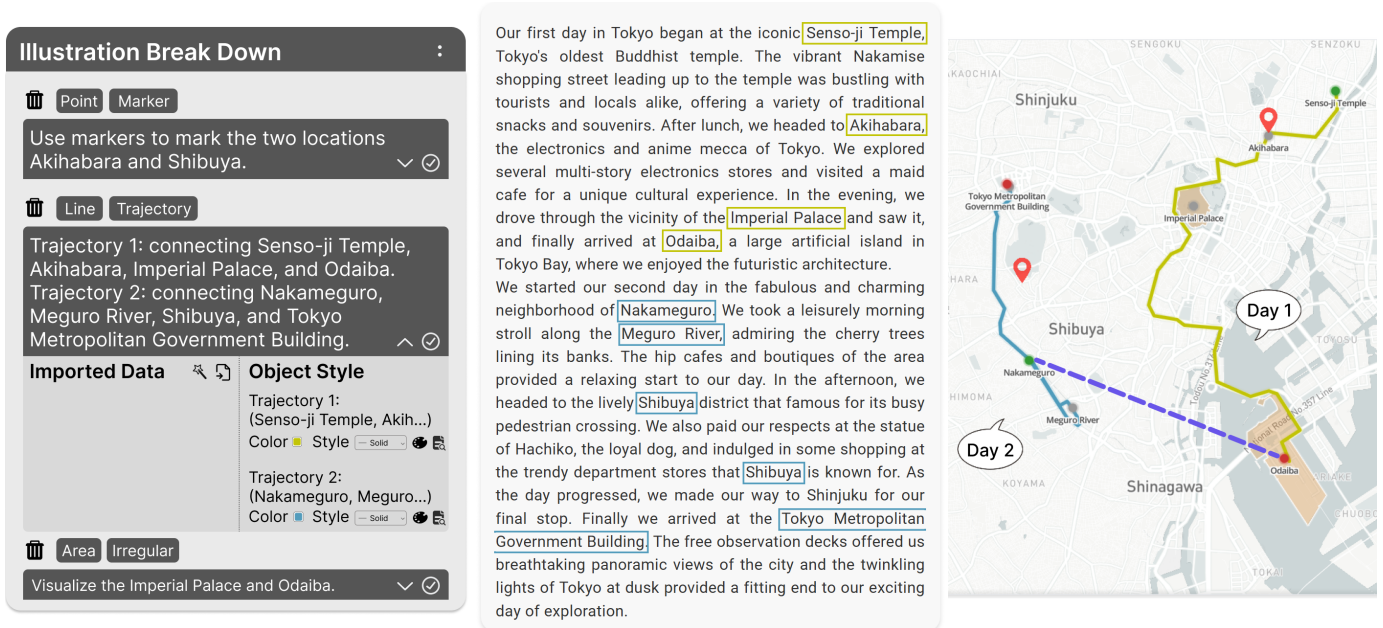 Illustration Break Down
Point Marker
Use markers to mark the two locations
Akihabara and Shibuya.
Line Trajectory
Trajectory 1: connecting Senso-ji Temple,
Akihabara, Imperial Palace, and Odaiba.
Trajectory 2: connecting Nakameguro,
Meguro River, Shibuya, and Tokyo
Metropolitan Government Building.
Imported Data
Object Style
Trajectory 1:
(Senso-ji Temple, Akih...)
Color Style Solid
Trajectory 2:
(Nakameguro, Meguro...)
Color Style Solid
Area Irregular
Visualize the Imperial Palace and Odaiba.
Our first day in Tokyo began at the iconic Senso-ji Temple,
Tokyo's oldest Buddhist temple. The vibrant Nakamise
shopping street leading up to the temple was bustling with
tourists and locals alike, offering a variety of traditional
snacks and souvenirs. After lunch, we headed to Akihabara,
the electronics and anime mecca of Tokyo. We explored
several multi-story electronics stores and visited a maid
cafe for a unique cultural experience. In the evening, we
drove through the vicinity of the Imperial Palace and saw it,
and finally arrived at Odaiba, a large artificial island in
Tokyo Bay, where we enjoyed the futuristic architecture.
We started our second day in the fabulous and charming
neighborhood of Nakameguro. We took a leisurely morning
stroll along the Meguro River, admiring the cherry trees
lining its banks. The hip cafes and boutiques of the area
provided a relaxing start to our day. In the afternoon, we
headed to the lively Shibuya district that famous for its busy
pedestrian crossing. We also paid our respects at the statue
of Hachiko, the loyal dog, and indulged in some shopping at
the trendy department stores that Shibuya is known for. As
the day progressed, we made our way to Shinjuku for our
final stop. Finally we arrived at the Tokyo Metropolitan
Government Building. The free observation decks offered us
breathtaking panoramic views of the city and the twinkling
lights of Tokyo at dusk provided a fitting end to our exciting
day of exploration.
SENGOKU
SENZOKU
KAOCHIAI
Shinjuku
Senso-ji Temple
Akihabara
Tokyo Metropolitan
Government Building
Imperial Palace
HARA
Day 1
Shibuya
TOYOSU
Nakameguro
HIMOMA
Meguro River
No.357 Line
Day 2
Odaiba
ARIAKE
KOYAMA
Shinagawa
CHUOBO
TOKAI